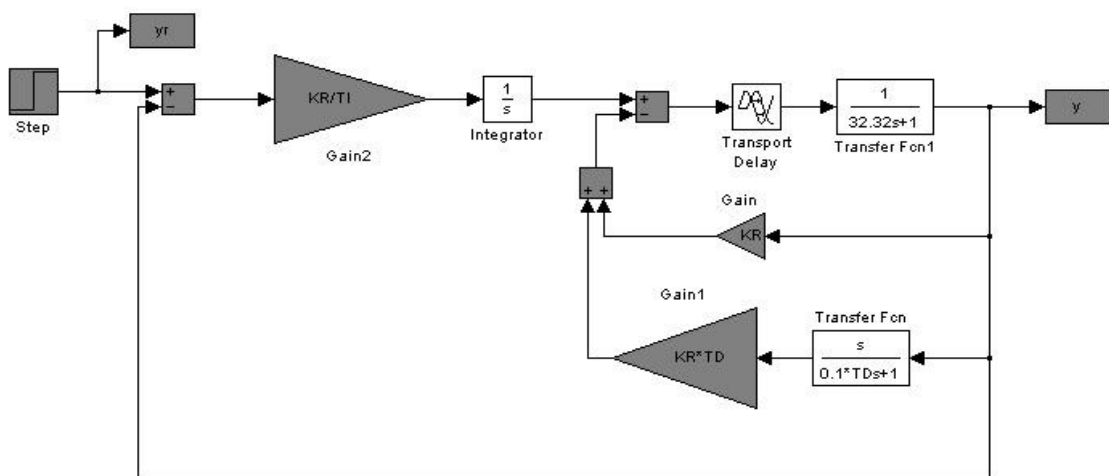 yr
+
−
Step
KR/TI
Gain2
1
s
Integrator
+
−
Transport
Delay
1
32.32s+1
Transfer Fcn1
y
+ +
Gain
KR
Gain1
KR*TD
Transfer Fcn
s
0.1*TDs+1